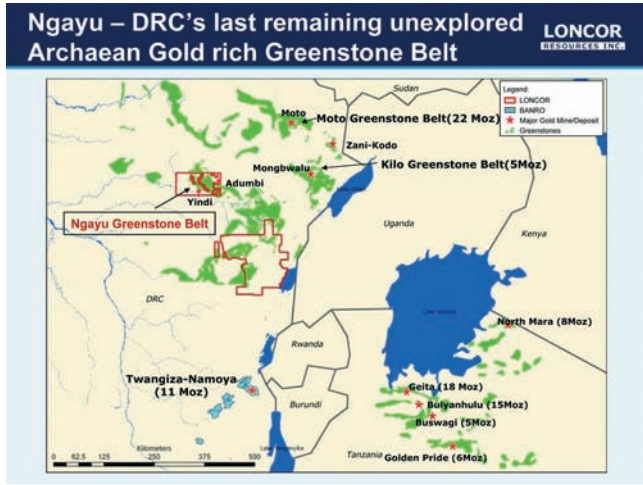 Ngayu – DRC's last remaining unexplored
Archaean Gold rich Greenstone Belt
LONCOR
RESOURCES INC.
Legend:
LONCOR
BANRO
Major Gold Mine/Deposit
Greenstones
Sudan
Moto
Moto Greenstone Belt(22 Moz)
Zani-Kodo
Mongbwalu
Kilo Greenstone Belt(5Moz)
Adumbi
Yindi
Ngayu Greenstone Belt
Uganda
Kenya
DRC
Lake Victoria
North Mara (8Moz)
Rwanda
Twangiza-Namoya
(11 Moz)
Geita (18 Moz)
Bulyanhulu (15Moz)
Buswagi (5Moz)
Burundi
Golden Pride (6Moz)
Tanzania
Kilometers
0 62.5 125 250 375 500